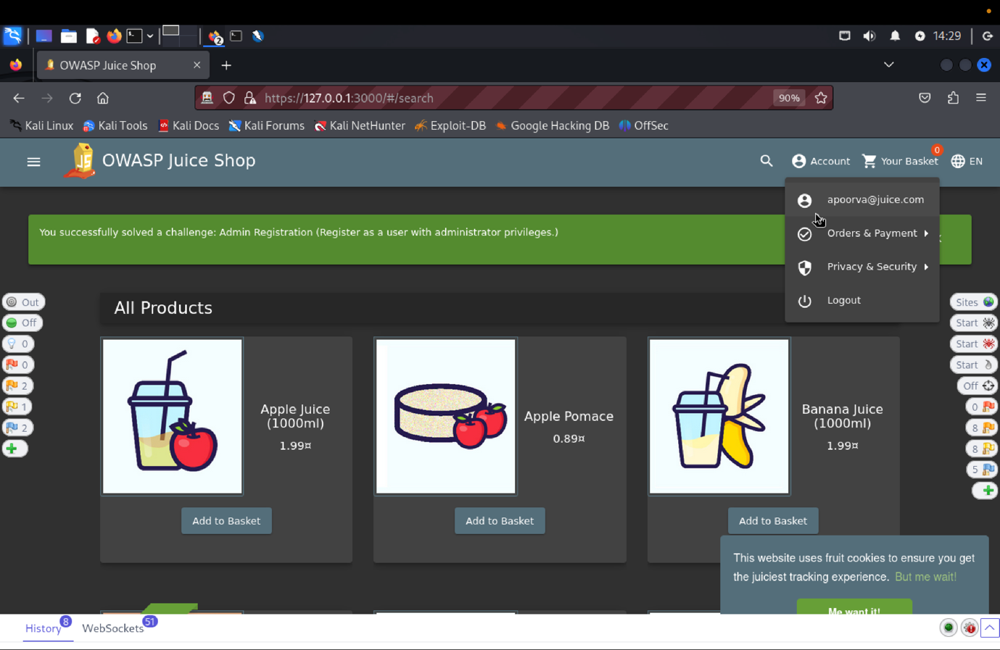 2
14:29
OWASP Juice Shop
https://127.0.0.1:3000/#/search
90%
Kali Linux
Kali Tools
Kali Docs
Kali Forums
Kali NetHunter
Exploit-DB
Google Hacking DB
OffSec
JS
OWASP Juice Shop
Account
Your Basket
0
EN
apoorva@juice.com
Orders & Payment
Privacy & Security
Logout
You successfully solved a challenge: Admin Registration (Register as a user with administrator privileges.)
Out
Off
0
0
2
1
2
Sites
Start
Start
Start
Off
0
8
8
5
All Products
Apple Juice
(1000ml)
1.99¤
Add to Basket
Apple Pomace
0.89¤
Add to Basket
Banana Juice
(1000ml)
1.99¤
Add to Basket
This website uses fruit cookies to ensure you get
the juiciest tracking experience. But me wait!
Me want it!
History
8
WebSockets
51